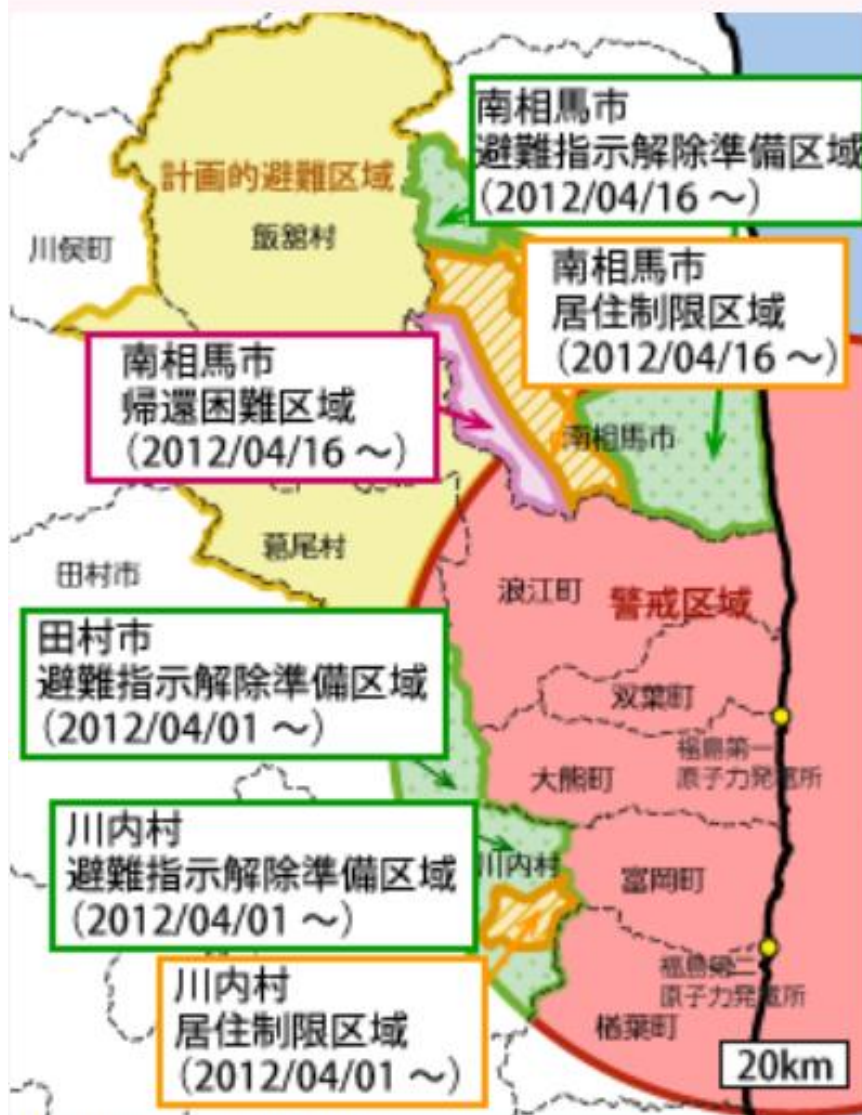 南相馬市
避難指示解除準備区域
(2012/04/16 ～)
計画的避難区域
飯舘村
川俣町
南相馬市
居住制限区域
(2012/04/16 ～)
南相馬市
帰還困難区域
(2012/04/16 ～)
南相馬市
葛尾村
田村市
浪江町
警戒区域
田村市
避難指示解除準備区域
(2012/04/01 ～)
双葉町
福島第一
原子力発電所
大熊町
川内村
避難指示解除準備区域
(2012/04/01 ～)
川内村
富岡町
福島第二
原子力発電所
川内村
居住制限区域
(2012/04/01 ～)
楢葉町
20km